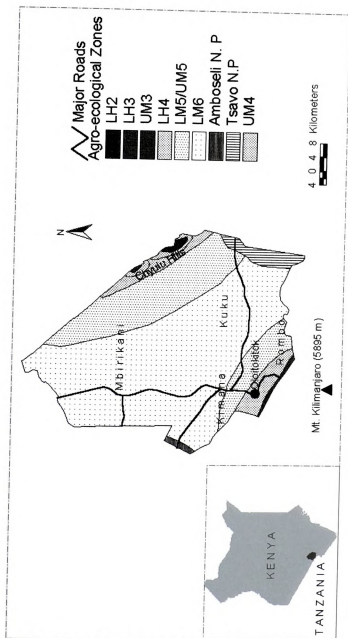 N
Major Roads
Agro-ecological Zones
LH2
LH3
UM3
LH4
LM5/UM5
LM6
Amboseli N. P
Tsavo N.P
UM4
4 0 4 8 Kilometers
Chyulu Hills
Mbirikani
Kuku
Kimana
Loitokitok
Rombo
Mt. Kilimanjaro (5895 m)
KENYA
TANZANIA